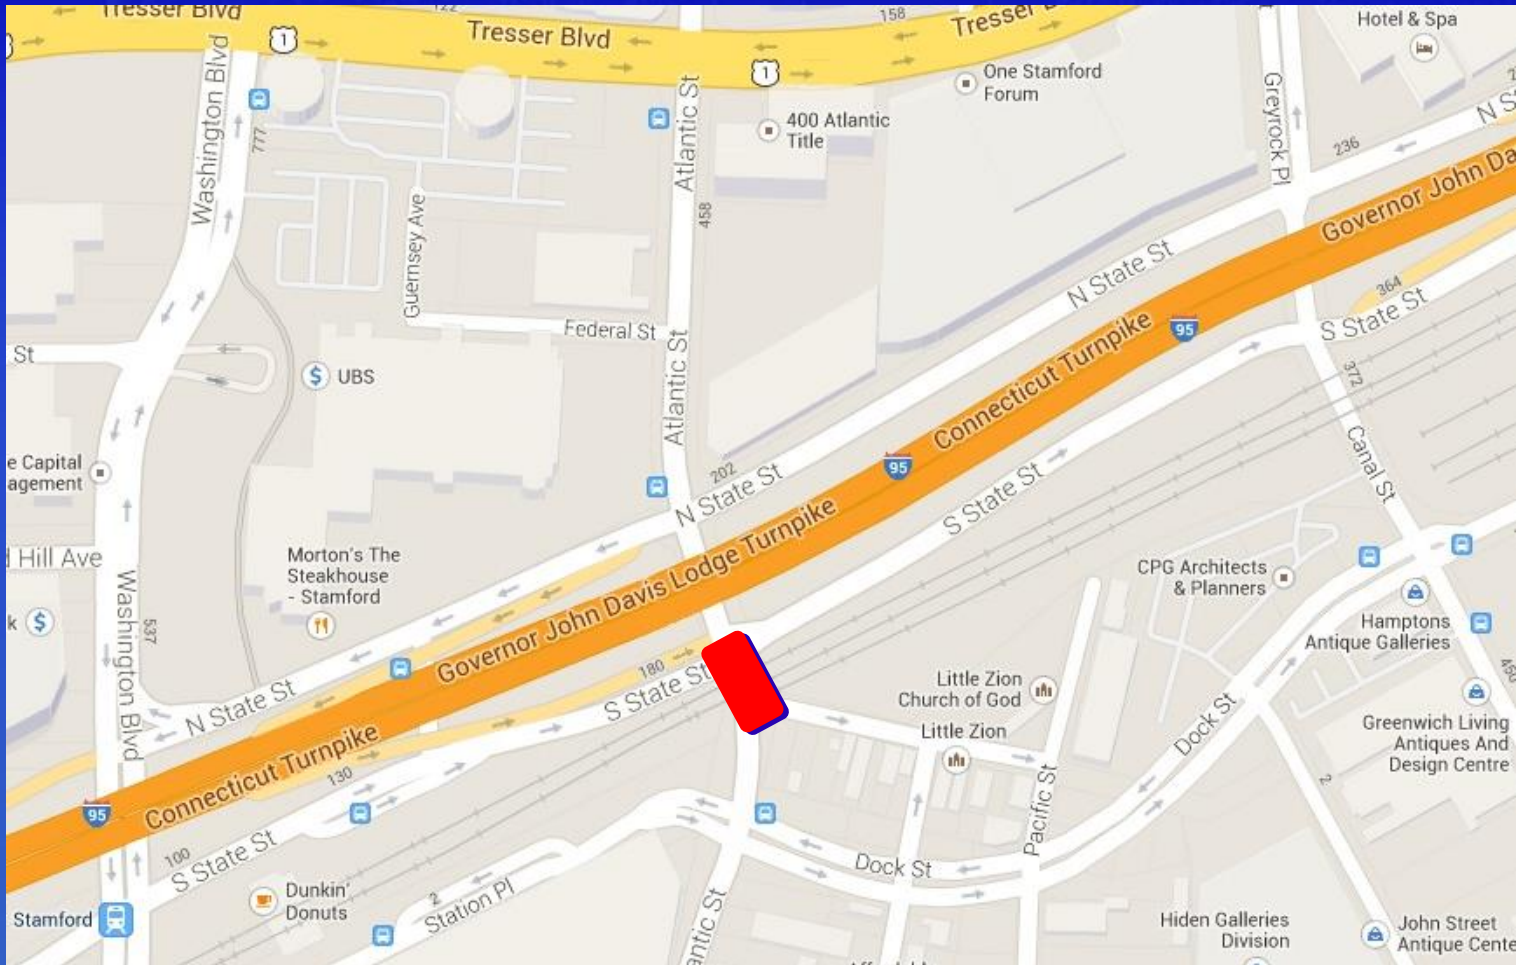 Tresser Blvd
122
Tresser Blvd
158
Tresser
Hotel & Spa
1
1
One Stamford
Forum
400 Atlantic
Title
Washington Blvd
777
Atlantic St
458
Greyrock Pl
236
N S
Governor John Da
Guernsey Ave
Federal St
N State St
364
S State St
95
Connecticut Turnpike
St
UBS
Atlantic St
372
e Capital
agement
202
N State St
95
S State St
Canal St
Hill Ave
Morton's The
Steakhouse
- Stamford
Governor John Davis Lodge Turnpike
CPG Architects
& Planners
Hamptons
Antique Galleries
k
Washington Blvd
537
180
S State St
Little Zion
Church of God
Little Zion
450
Greenwich Living
Antiques And
Design Centre
N State St
Connecticut Turnpike
130
Dock St
2
95
Pacific St
100
S State St
Dock St
Dunkin'
Donuts
2
Station Pl
Stamford
antic St
Hiden Galleries
Division
John Street
Antique Cente